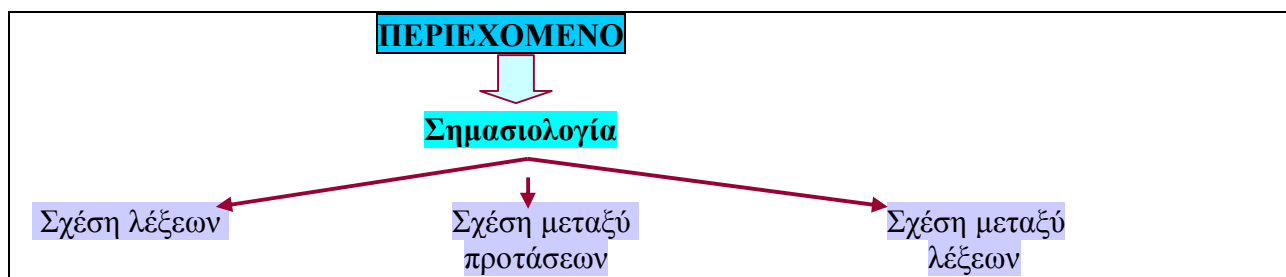 ΠΕΡΙΕΧΟΜΕΝΟ
Σημασιολογία
Σχέση λέξεων
Σχέση μεταξύ
προτάσεων
Σχέση μεταξύ
λέξεων